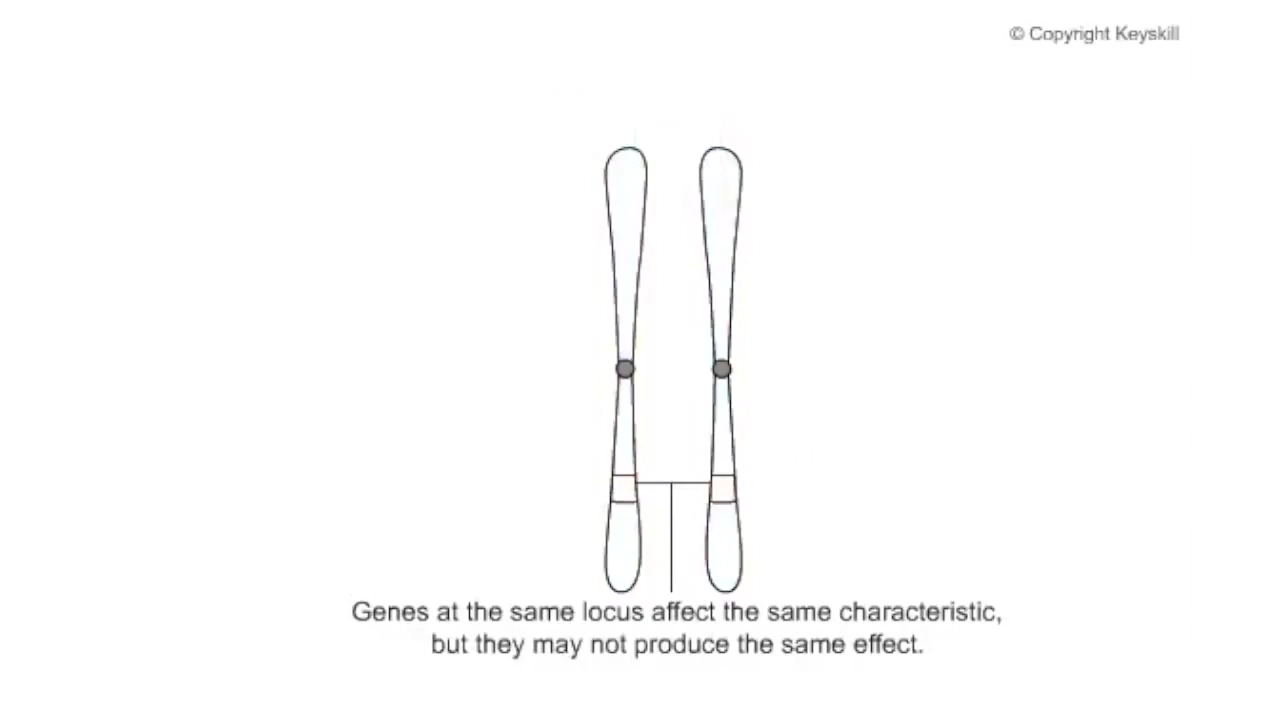 © Copyright Keyskill
Genes at the same locus affect the same characteristic,
but they may not produce the same effect.